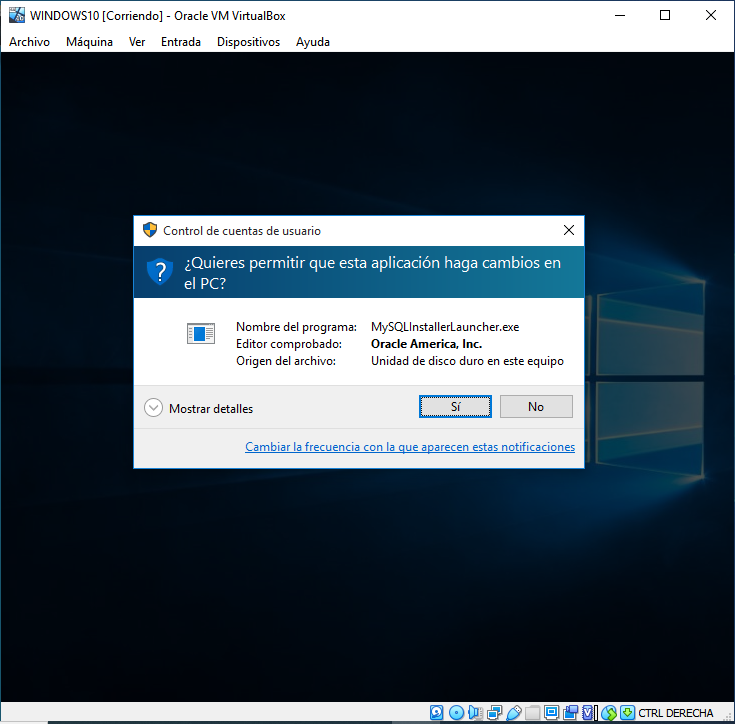 WINDOWS10 [Corriendo] - Oracle VM VirtualBox
Archivo Máquina Ver Entrada Dispositivos Ayuda
Control de cuentas de usuario
¿Quieres permitir que esta aplicación haga cambios en
el PC?
Nombre del programa: MySQLInstallerLauncher.exe
Editor comprobado: Oracle America, Inc.
Origen del archivo: Unidad de disco duro en este equipo
Mostrar detalles
Sí
No
Cambiar la frecuencia con la que aparecen estas notificaciones
CTRL DERECHA